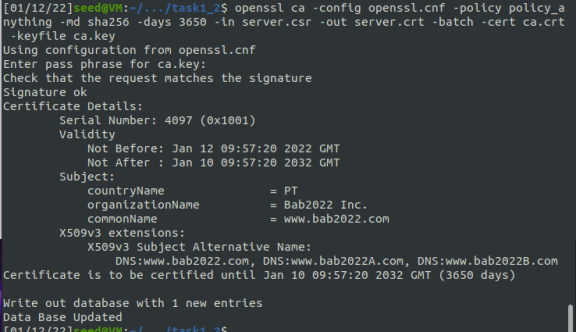 [01/12/22]seed@VM:~/.../task1_2$ openssl ca -config openssl.cnf -policy policy_a
nything -md sha256 -days 3650 -in server.csr -out server.crt -batch -cert ca.crt
-keyfile ca.key
Using configuration from openssl.cnf
Enter pass phrase for ca.key:
Check that the request matches the signature
Signature ok
Certificate Details:
Serial Number: 4097 (0x1001)
Validity
Not Before: Jan 12 09:57:20 2022 GMT
Not After : Jan 10 09:57:20 2032 GMT
Subject:
countryName = PT
organizationName = Bab2022 Inc.
commonName = www.bab2022.com
X509v3 extensions:
X509v3 Subject Alternative Name:
DNS:www.bab2022.com, DNS:www.bab2022A.com, DNS:www.bab2022B.com
Certificate is to be certified until Jan 10 09:57:20 2032 GMT (3650 days)
Write out database with 1 new entries
Data Base Updated
[01/12/22]seed@VM:~/.../task1_2$